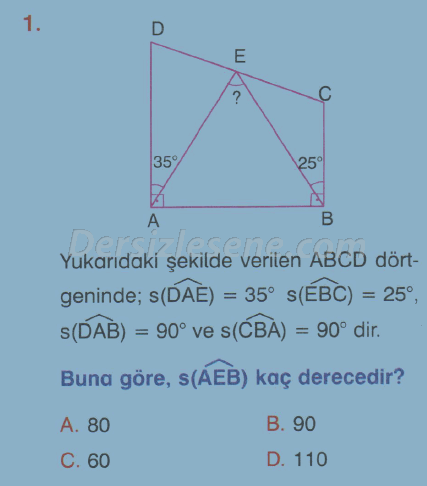 1.
D
E
C
?
35°
25°
A
B
Dersizlesene.com
Yukarıdaki şekilde verilen ABCD dört-
geninde; s(DAE) = 35° s(EBC) = 25°,
s(DAB) = 90° ve s(CBA) = 90° dir.
Buna göre, s(AEB) kaç derecedir?
A. 80
B. 90
C. 60
D. 110